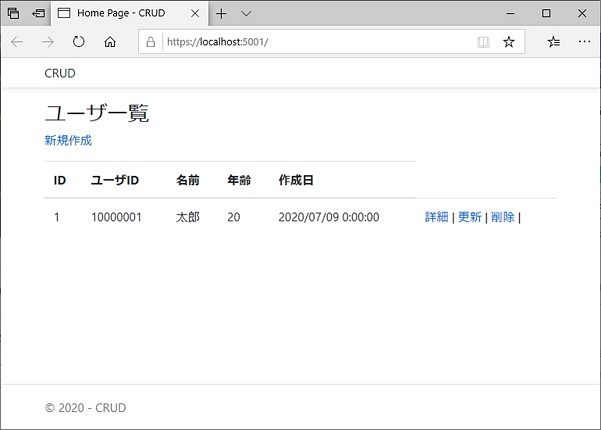 Home Page - CRUD
https://localhost:5001/
CRUD
ユーザ一覧
新規作成
ID ユーザID 名前 年齢 作成日
1 10000001 太郎 20 2020/07/09 0:00:00 詳細 | 更新 | 削除 |
© 2020 - CRUD